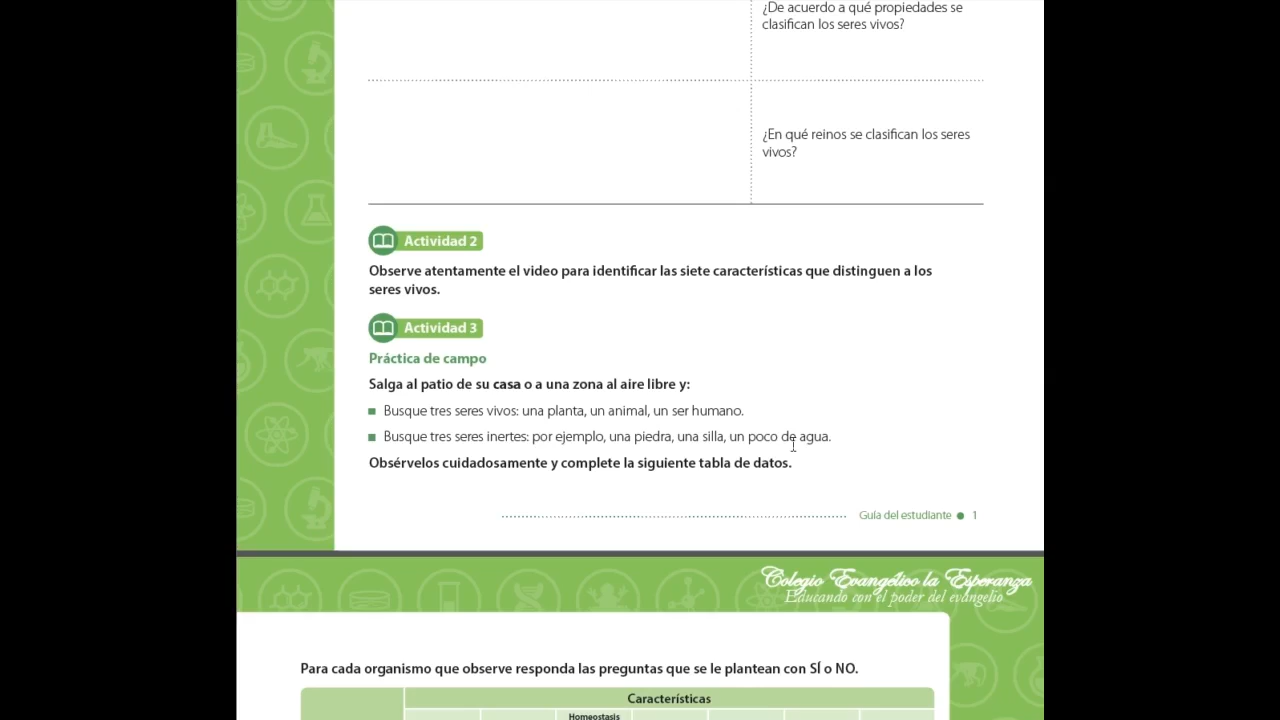 ¿De acuerdo a qué propiedades se
clasifican los seres vivos?
¿En qué reinos se clasifican los seres
vivos?
Actividad 2
Observe atentamente el video para identificar las siete características que distinguen a los
seres vivos.
Actividad 3
Práctica de campo
Salga al patio de su casa o a una zona al aire libre y:
Busque tres seres vivos: una planta, un animal, un ser humano.
Busque tres seres inertes: por ejemplo, una piedra, una silla, un poco de agua.
Obsérvelos cuidadosamente y complete la siguiente tabla de datos.
Guía del estudiante 1
Colegio Evangélico la Esperanza
Educando con el poder del evangelio
Para cada organismo que observe responda las preguntas que se le plantean con SÍ o NO.
Características
Homeostasis